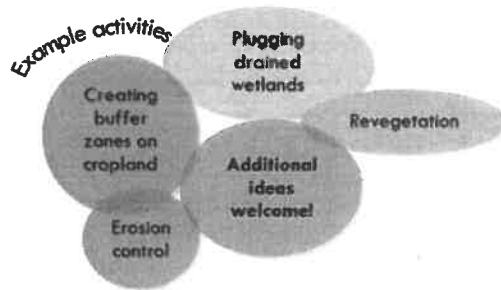 Example activities
Plugging
drained
wetlands
Creating
buffer
zones on
cropland
Revegetation
Additional
ideas
welcome!
Erosion
control